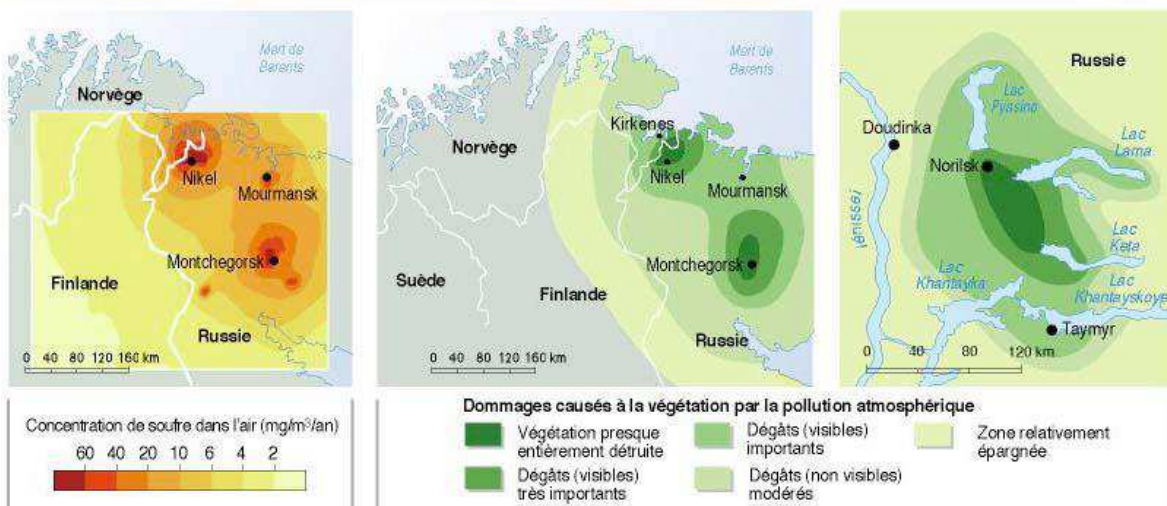 Norvège
Mert de
Barents
Nikel
Mourmansk
Montchegorsk
Finlande
Russie
0 40 80 120 160 km
Mert de
Barents
Kirkenes
Norvège
Nikel
Mourmansk
Montchegorsk
Suède
Finlande
Russie
0 40 80 120 160 km
Russie
Lac
Pyasino
Doudinka
Lac
Lama
Norilsk
Iénisseï
Lac
Keta
Lac
Khantayka
Lac
Khantayskoye
Taymyr
0 40 80 120 km
Concentration de soufre dans l'air (mg/m³/an)
60 40 20 10 6 4 2
Dommages causés à la végétation par la pollution atmosphérique
Végétation presque
entièrement détruite
Dégâts (visibles)
très importants
Dégâts (visibles)
importants
Dégâts (non visibles)
modérés
Zone relativement
épargnée